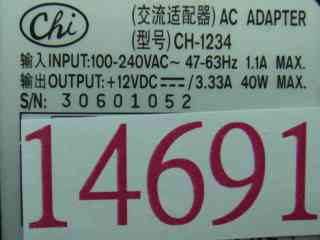 Chi
(交流适配器) AC ADAPTER
(型号) CH-1234
输入INPUT:100-240VAC~ 47-63Hz 1.1A MAX.
输出OUTPUT:+12VDC⎓/3.33A 40W MAX.
S/N: 30601052
14691